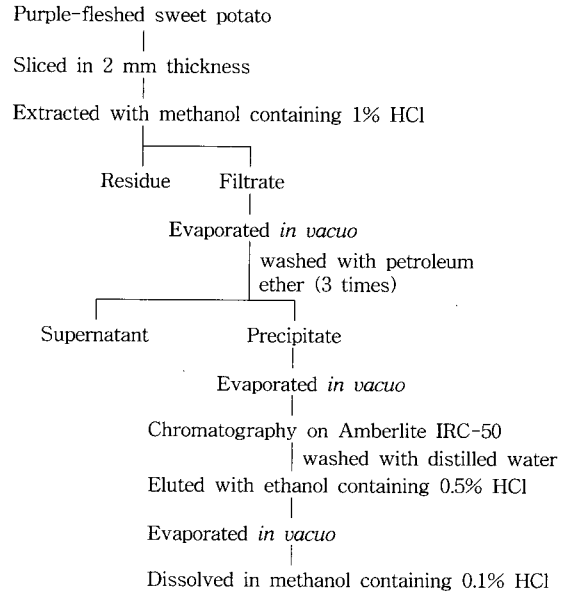 Purple-fleshed sweet potato
Sliced in 2 mm thickness
Extracted with methanol containing 1% HCl
Residue Filtrate
Evaporated in vacuo
washed with petroleum
ether (3 times)
Supernatant Precipitate
Evaporated in vacuo
Chromatography on Amberlite IRC-50
washed with distilled water
Eluted with ethanol containing 0.5% HCl
Evaporated in vacuo
Dissolved in methanol containing 0.1% HCl